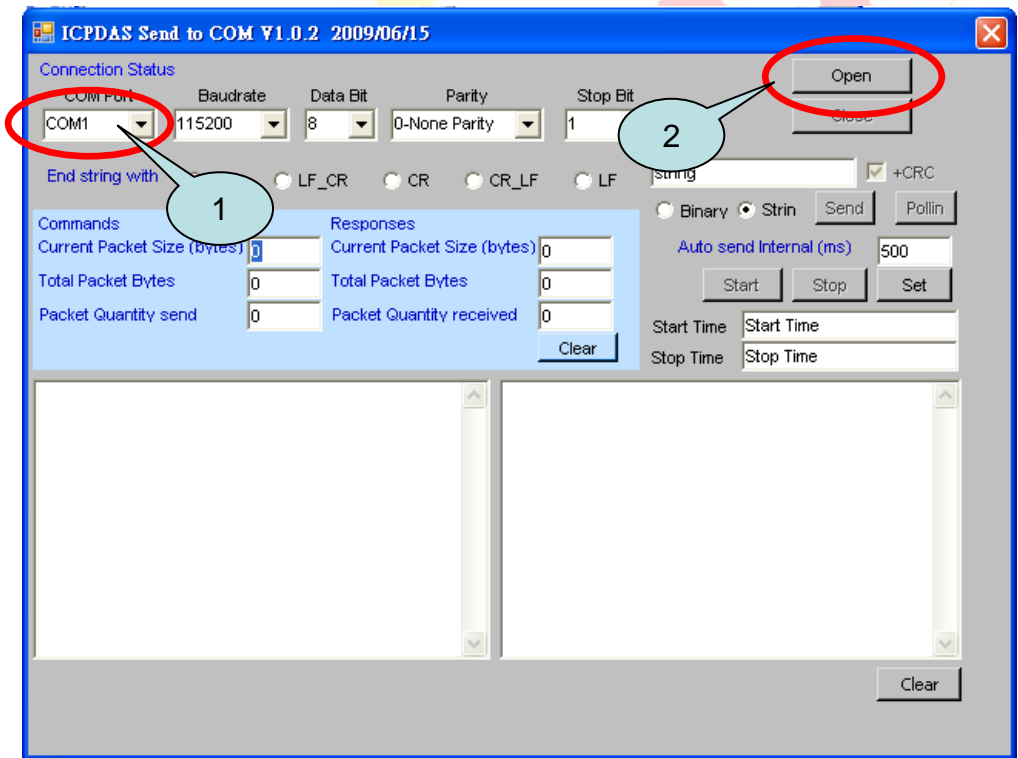 ICPDAS Send to COM V1.0.2 2009/06/15
Connection Status
COM Port Baudrate Data Bit Parity Stop Bit
Open
COM1 115200 8 0-None Parity 1
Close
2
End string with LF_CR CR CR_LF LF
string +CRC
1
Binary Strin Send Pollin
Commands Responses
Current Packet Size (bytes) 0 Current Packet Size (bytes) 0
Auto send Internal (ms) 500
Total Packet Bytes 0 Total Packet Bytes 0
Start Stop Set
Packet Quantity send 0 Packet Quantity received 0
Start Time Start Time
Clear
Stop Time Stop Time
Clear